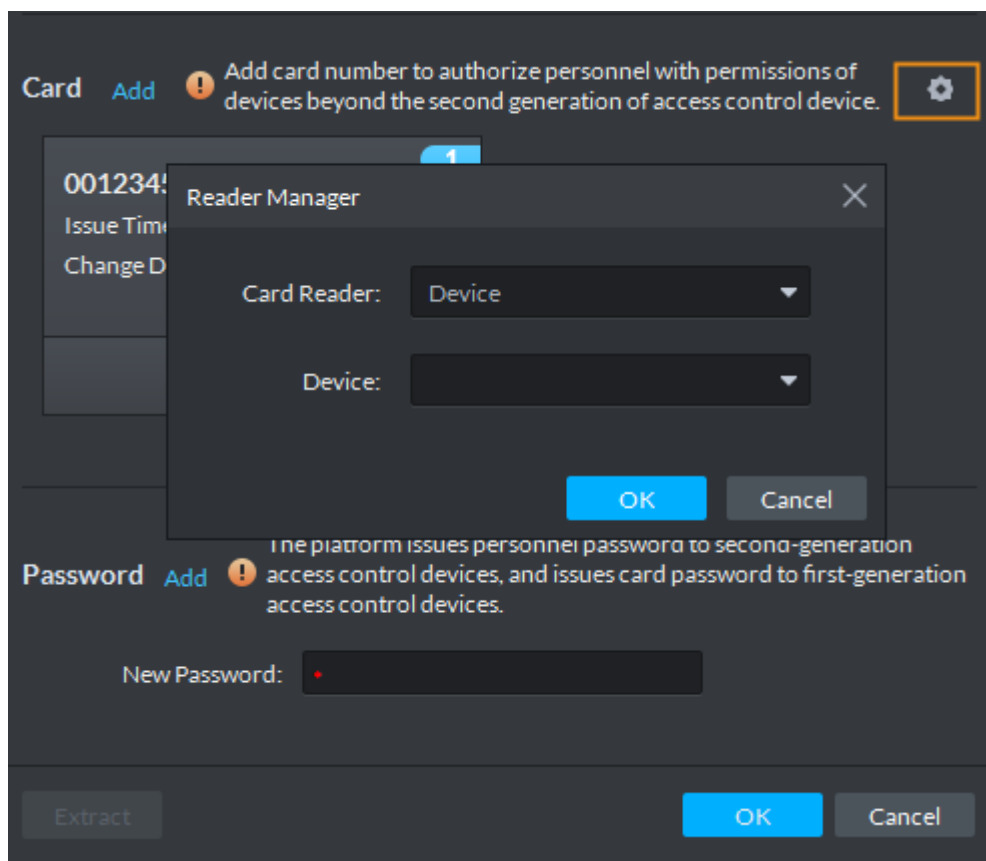 Card Add ! Add card number to authorize personnel with permissions of
devices beyond the second generation of access control device.
1
Issue Time
Change D
Reader Manager
Card Reader: Device
Device:
OK Cancel
The platform issues personnel password to second-generation
Password Add ! access control devices, and issues card password to first-generation
access control devices.
New Password:
Extract OK Cancel